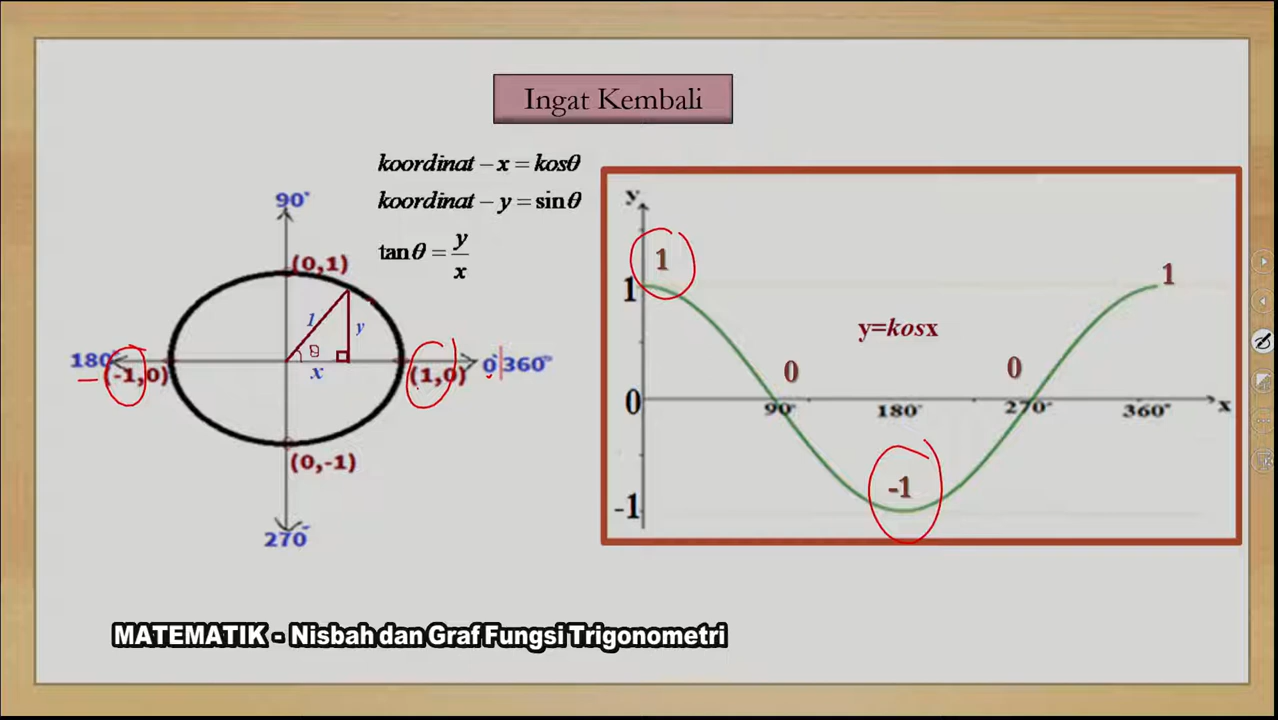 Ingat Kembali
koordinat – x = kosθ
koordinat – y = sinθ
tanθ = y/x
90°
(0,1)
1
y
θ
x
180°
(-1,0)
(1,0)
0° 360°
(0,-1)
270°
y
1
1
1
y=kosx
0
0
0
90°
180°
270°
360°
x
-1
-1
MATEMATIK - Nisbah dan Graf Fungsi Trigonometri